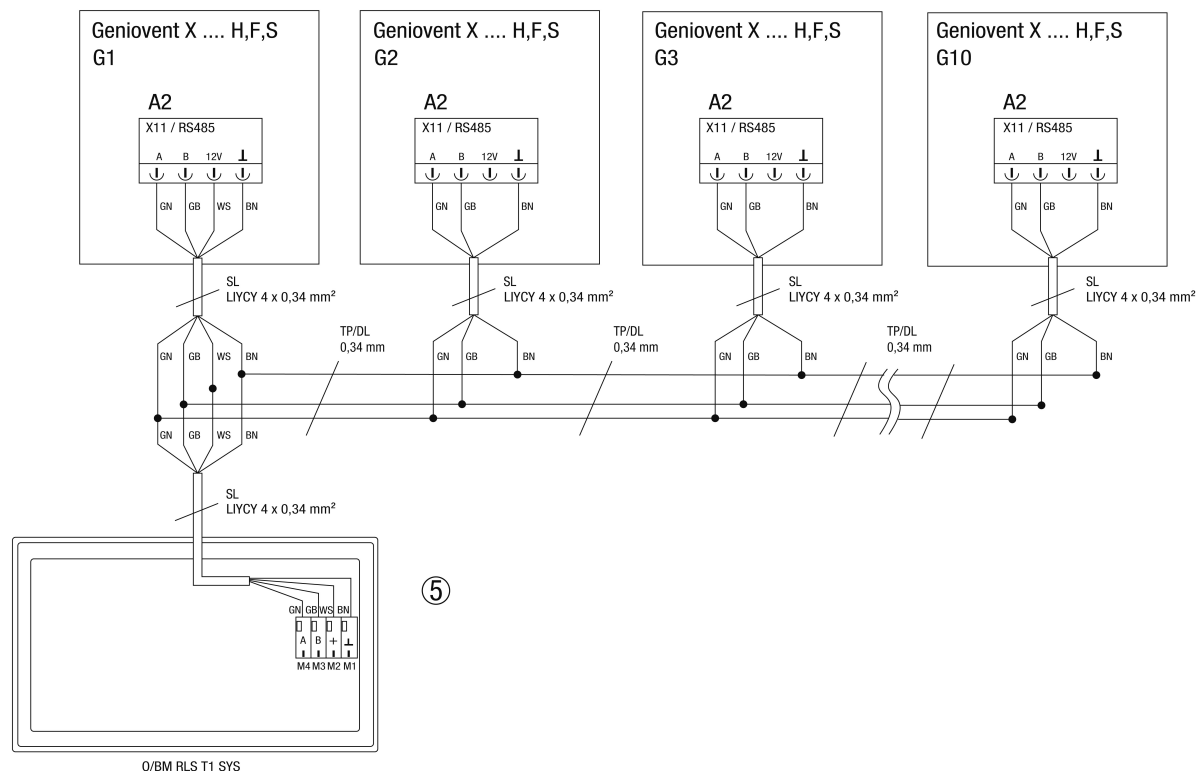 Geniovent X .... H,F,S
G1
A2
X11 / RS485
A B 12V ⊥
GN GB WS BN
SL
LIYCY 4 x 0,34 mm²
GN GB WS BN
Geniovent X .... H,F,S
G2
A2
X11 / RS485
A B 12V ⊥
GN GB BN
SL
LIYCY 4 x 0,34 mm²
GN GB BN
Geniovent X .... H,F,S
G3
A2
X11 / RS485
A B 12V ⊥
GN GB BN
SL
LIYCY 4 x 0,34 mm²
GN GB BN
Geniovent X .... H,F,S
G10
A2
X11 / RS485
A B 12V ⊥
GN GB BN
SL
LIYCY 4 x 0,34 mm²
GN GB BN
TP/DL
0,34 mm
TP/DL
0,34 mm
TP/DL
0,34 mm
GN GB WS BN
SL
LIYCY 4 x 0,34 mm²
⑤
GN GB WS BN
A B + ⊥
M4 M3 M2 M1
O/BM RLS T1 SYS